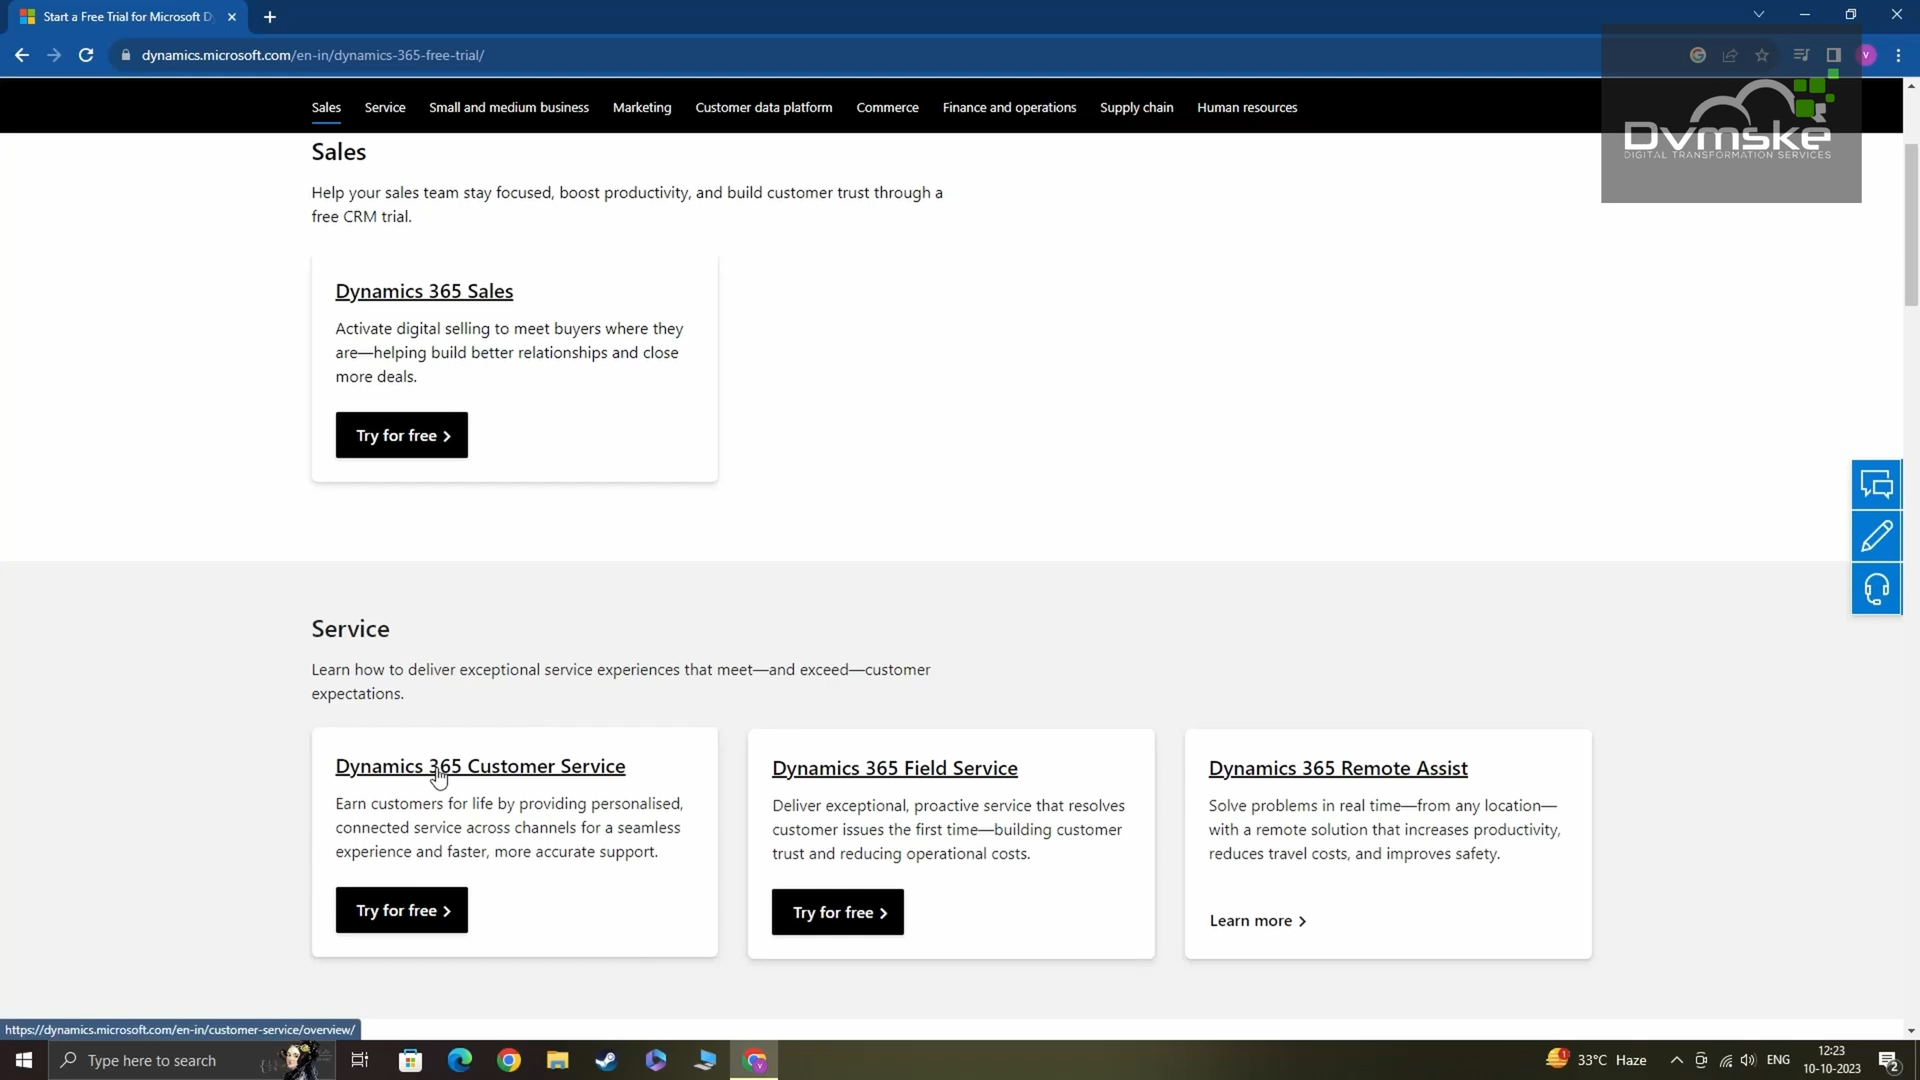 Start a Free Trial for Microsoft D
dynamics.microsoft.com/en-in/dynamics-365-free-trial/
V
Sales Service Small and medium business Marketing Customer data platform Commerce Finance and operations Supply chain Human resources
Dvmske
DIGITAL TRANSFORMATION SERVICES
Sales
Help your sales team stay focused, boost productivity, and build customer trust through a
free CRM trial.
Dynamics 365 Sales
Activate digital selling to meet buyers where they
are—helping build better relationships and close
more deals.
Try for free
Service
Learn how to deliver exceptional service experiences that meet—and exceed—customer
expectations.
Dynamics 365 Customer Service
Earn customers for life by providing personalised,
connected service across channels for a seamless
experience and faster, more accurate support.
Try for free
Dynamics 365 Field Service
Deliver exceptional, proactive service that resolves
customer issues the first time—building customer
trust and reducing operational costs.
Try for free
Dynamics 365 Remote Assist
Solve problems in real time—from any location—
with a remote solution that increases productivity,
reduces travel costs, and improves safety.
Learn more
https://dynamics.microsoft.com/en-in/customer-service/overview/
Type here to search
33°C Haze
ENG
12:23
10-10-2023
2